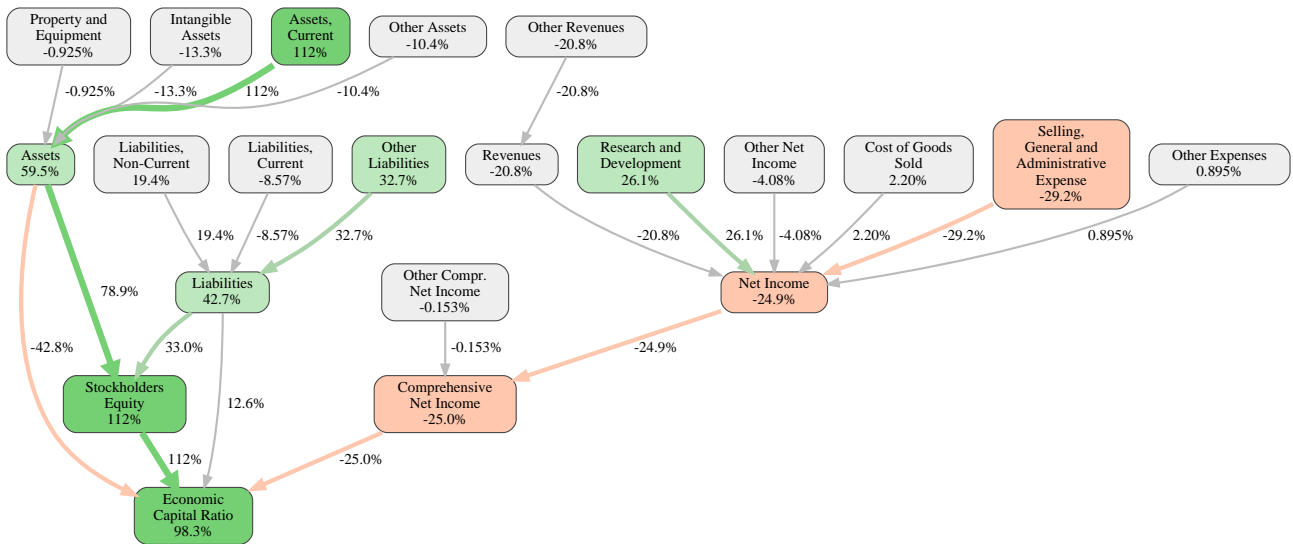 Property and
Equipment
-0.925%
Intangible
Assets
-13.3%
Assets,
Current
112%
Other Assets
-10.4%
Other Revenues
-20.8%
-0.925%
-13.3%
112%
-10.4%
-20.8%
Assets
59.5%
Liabilities,
Non-Current
19.4%
Liabilities,
Current
-8.57%
Other
Liabilities
32.7%
Revenues
-20.8%
Research and
Development
26.1%
Other Net
Income
-4.08%
Cost of Goods
Sold
2.20%
Selling,
General and
Administrative
Expense
-29.2%
Other Expenses
0.895%
19.4%
-8.57%
32.7%
-20.8%
26.1%
-4.08%
2.20%
-29.2%
0.895%
78.9%
Liabilities
42.7%
Other Compr.
Net Income
-0.153%
Net Income
-24.9%
-42.8%
33.0%
-0.153%
-24.9%
Stockholders
Equity
112%
12.6%
Comprehensive
Net Income
-25.0%
112%
-25.0%
Economic
Capital Ratio
98.3%